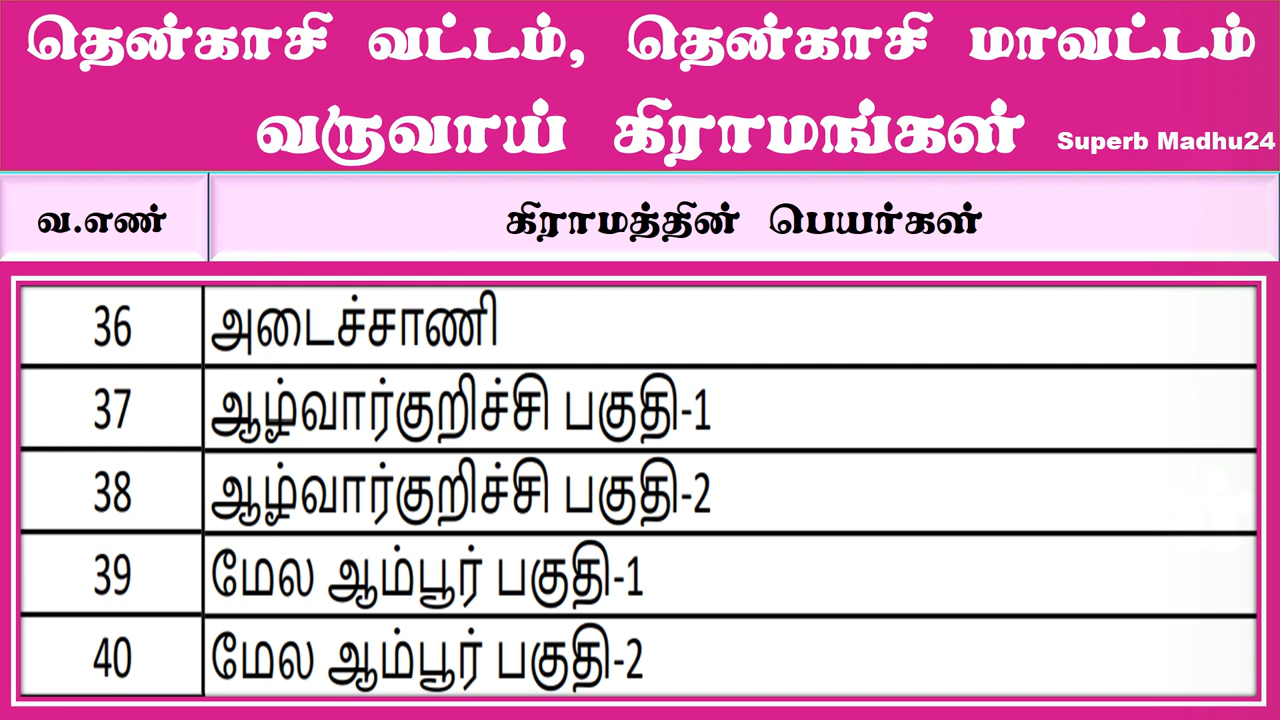 தென்காசி வட்டம், தென்காசி மாவட்டம்
வருவாய் கிராமங்கள் Superb Madhu24
வ.எண் கிராமத்தின் பெயர்கள்
36 அடைச்சாணி
37 ஆழ்வார்குறிச்சி பகுதி-1
38 ஆழ்வார்குறிச்சி பகுதி-2
39 மேல ஆம்பூர் பகுதி-1
40 மேல ஆம்பூர் பகுதி-2